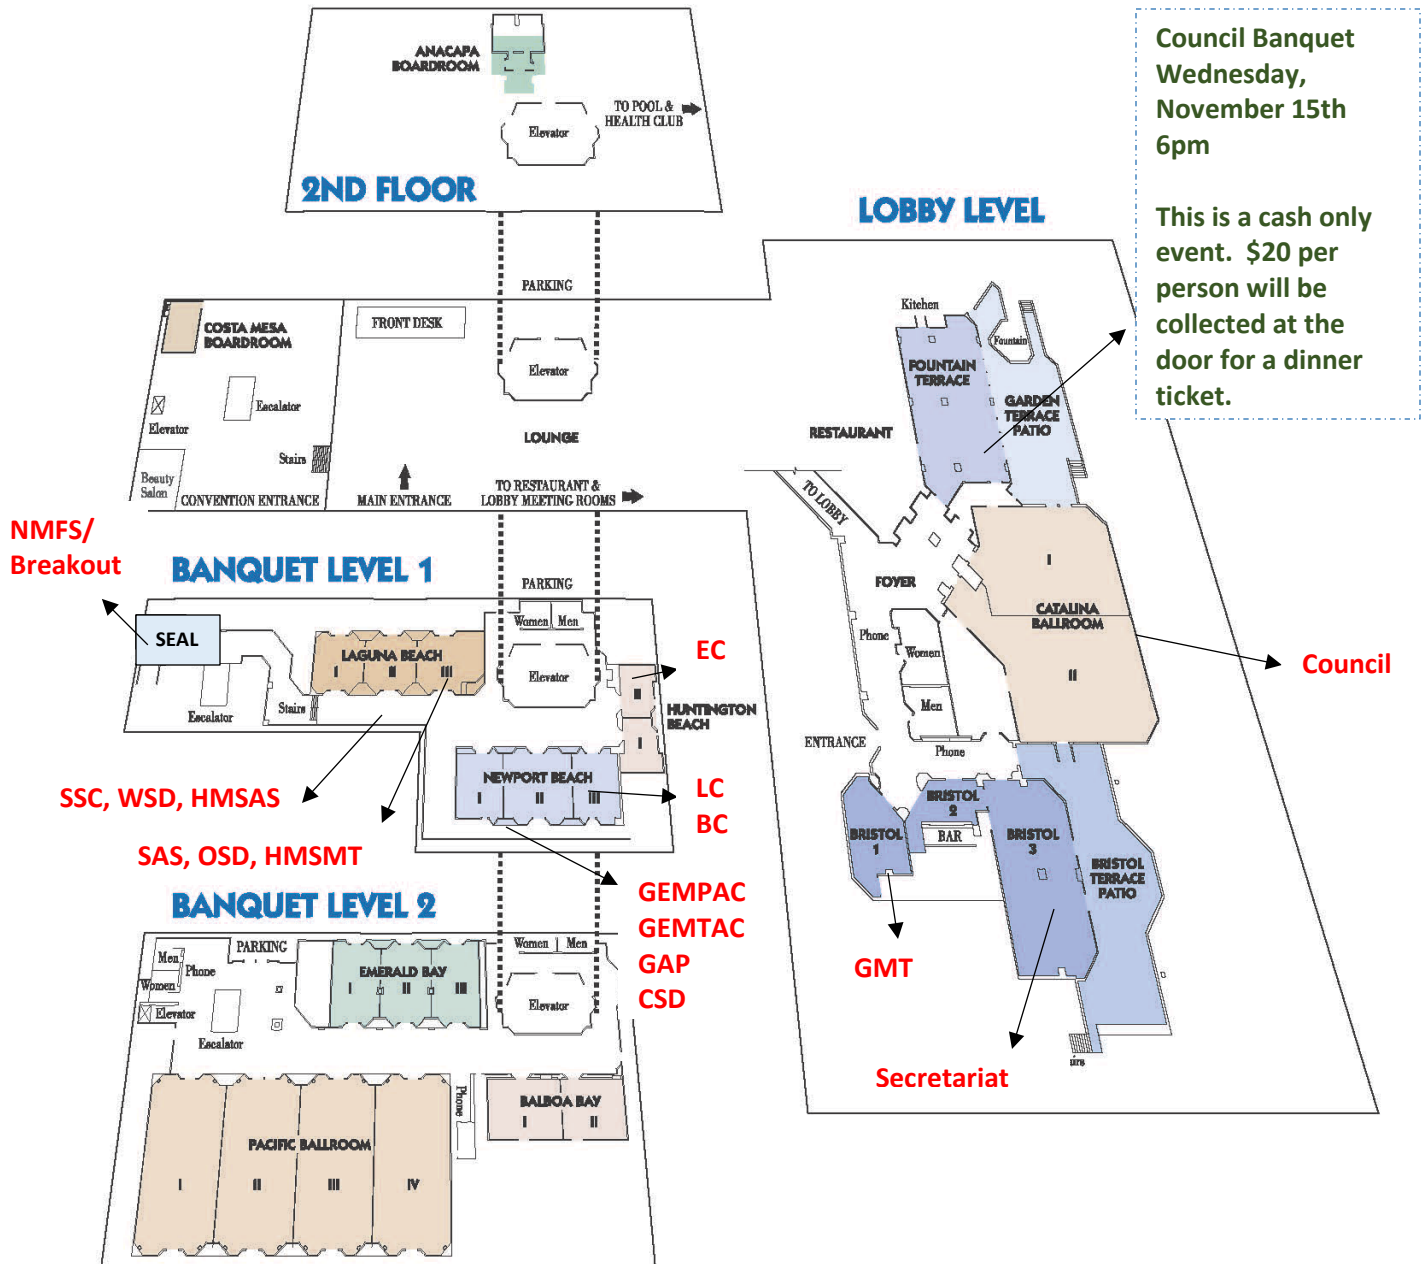 ANACAPA
BOARDROOM
Elevator
TO POOL &
HEALTH CLUB
2ND FLOOR
Council Banquet
Wednesday,
November 15th
6pm
This is a cash only
event.  $20 per
person will be
collected at the
door for a dinner
ticket.
LOBBY LEVEL
PARKING
COSTA MESA
BOARDROOM
FRONT DESK
Elevator
Escalator
Elevator
LOUNGE
Stairs
Beauty
Salon
CONVENTION ENTRANCE
MAIN ENTRANCE
TO RESTAURANT &
LOBBY MEETING ROOMS
Kitchen
Fountain
FOUNTAIN
TERRACE
GARDEN
TERRACE
PATIO
RESTAURANT
TO LOBBY
FOYER
I
CATALINA
BALLROOM
II
Phone
Women
Men
Council
ENTRANCE
Phone
BRISTOL
1
BRISTOL
2
BAR
BRISTOL
3
BRISTOL
TERRACE
PATIO
GMT
Secretariat
irs
NMFS/
Breakout
BANQUET LEVEL 1
PARKING
SEAL
Women
Men
LAGUNA BEACH
I
II
III
Elevator
Escalator
Stairs
EC
II
HUNTINGTON
BEACH
I
NEWPORT BEACH
I
II
III
LC
BC
SSC, WSD, HMSAS
SAS, OSD, HMSMT
GEMPAC
GEMTAC
GAP
CSD
BANQUET LEVEL 2
Men
Phone
Women
Elevator
PARKING
Escalator
EMERALD BAY
I
II
III
Women
Men
Elevator
Phone
BALBOA BAY
I
II
PACIFIC BALLROOM
I
II
III
IV